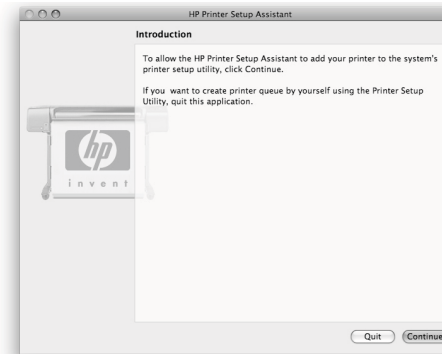 HP Printer Setup Assistant
Introduction
To allow the HP Printer Setup Assistant to add your printer to the system's
printer setup utility, click Continue.
If you want to create printer queue by yourself using the Printer Setup
Utility, quit this application.
hp
invent
Quit
Continue